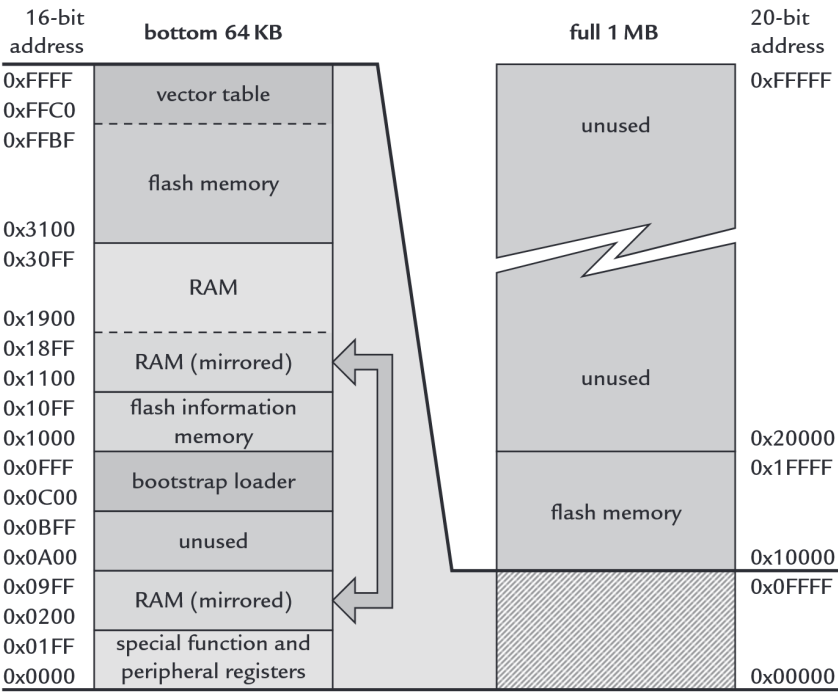 16-bit
address
bottom 64 KB
full 1 MB
20-bit
address
0xFFFF
vector table
0xFFC0
0xFFBF
flash memory
0x3100
0x30FF
RAM
0x1900
0x18FF
RAM (mirrored)
0x1100
0x10FF
flash information
memory
0x1000
0x0FFF
bootstrap loader
0x0C00
0x0BFF
unused
0x0A00
0x09FF
RAM (mirrored)
0x0200
0x01FF
special function and
peripheral registers
0x0000
0xFFFFF
unused
unused
0x20000
0x1FFFF
flash memory
0x10000
0x0FFFF
0x00000